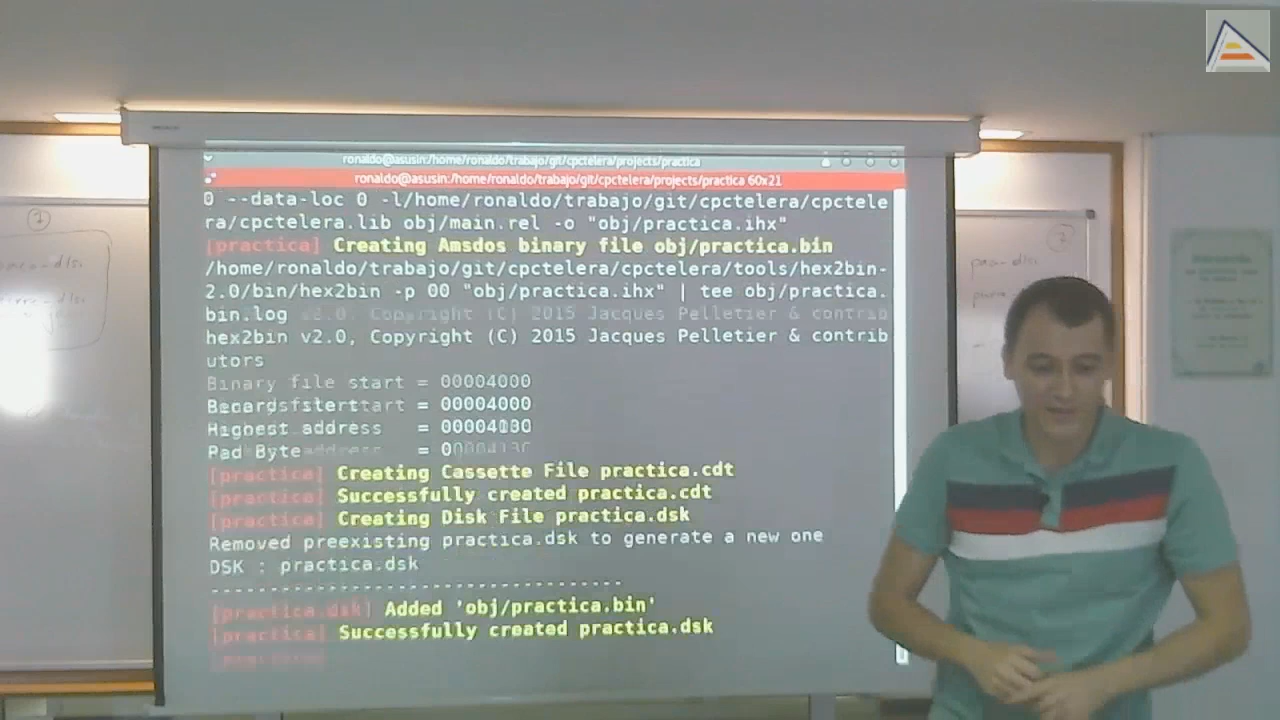 ronaldo@asusin:/home/ronaldo/trabajo/git/cpctelera/projects/practica
ronaldo@asusin:/home/ronaldo/trabajo/git/cpctelera/projects/practica 60x21
0 --data-loc 0 -l/home/ronaldo/trabajo/git/cpctelera/cpctele
ra/cpctelera.lib obj/main.rel -o "obj/practica.ihx"
[practica] Creating Amsdos binary file obj/practica.bin
/home/ronaldo/trabajo/git/cpctelera/cpctelera/tools/hex2bin-
2.0/bin/hex2bin -p 00 "obj/practica.ihx" | tee obj/practica.
bin.log
hex2bin v2.0, Copyright (C) 2015 Jacques Pelletier & contrib
utors
Binary file start = 00004000
= 00004000
Highest address =
Pad Byte =
[practica] Creating Cassette File practica.cdt
[practica] Successfully created practica.cdt
[practica] Creating Disk File practica.dsk
Removed preexisting practica.dsk to generate a new one
DSK : practica.dsk
-----------------------------------
[practica.dsk] Added 'obj/practica.bin'
[practica] Successfully created practica.dsk